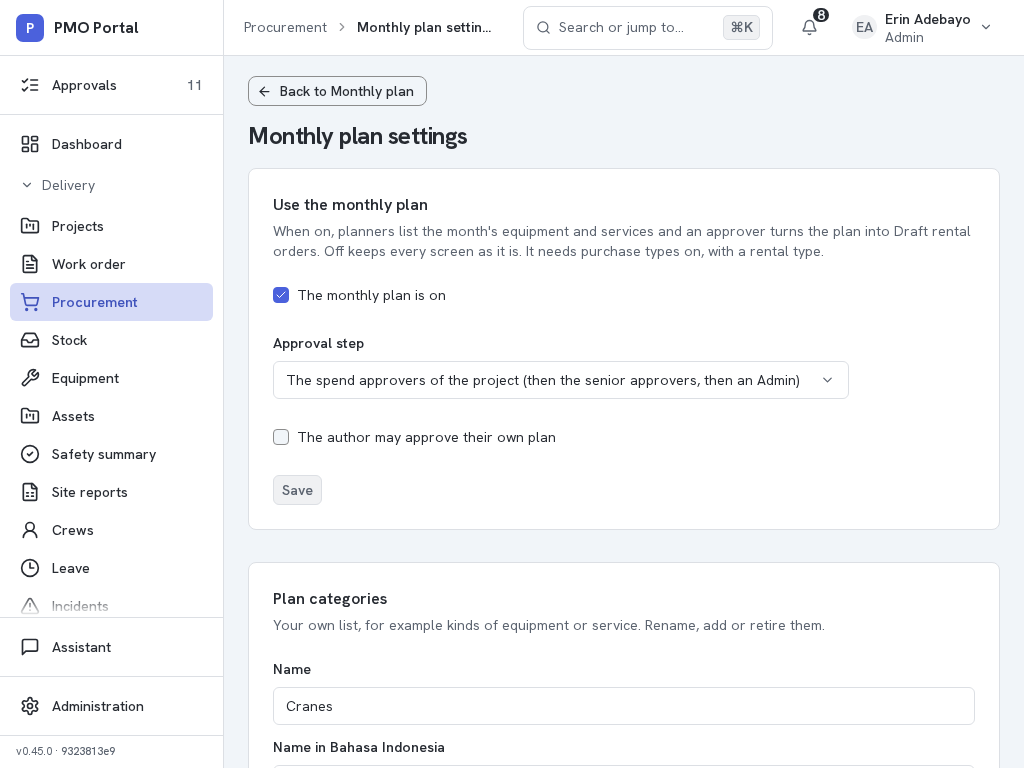 P PMO Portal
Procurement > Monthly plan settin...
Search or jump to... ⌘K
8
EA Erin Adebayo
Admin
Approvals 11
Dashboard
Delivery
Projects
Work order
Procurement
Stock
Equipment
Assets
Safety summary
Site reports
Crews
Leave
Incidents
Assistant
Administration
v0.45.0 · 9323813e9
Back to Monthly plan
Monthly plan settings
Use the monthly plan
When on, planners list the month's equipment and services and an approver turns the plan into Draft rental
orders. Off keeps every screen as it is. It needs purchase types on, with a rental type.
The monthly plan is on
Approval step
The spend approvers of the project (then the senior approvers, then an Admin)
The author may approve their own plan
Save
Plan categories
Your own list, for example kinds of equipment or service. Rename, add or retire them.
Name
Cranes
Name in Bahasa Indonesia